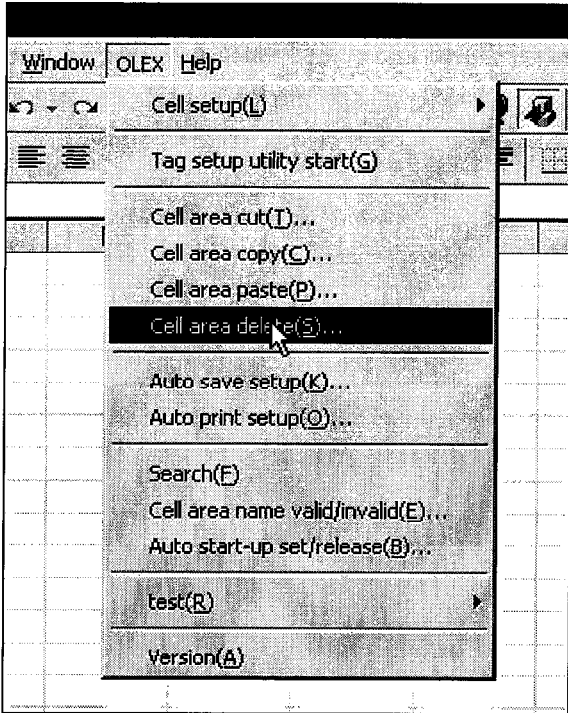 Window OLEX Help
Cell setup(L)
Tag setup utility start(G)
Cell area cut(T)...
Cell area copy(C)...
Cell area paste(P)...
Cell area delete(S)...
Auto save setup(K)...
Auto print setup(O)...
Search(F)
Cell area name valid/invalid(E)...
Auto start-up set/release(B)...
test(R)
Version(A)